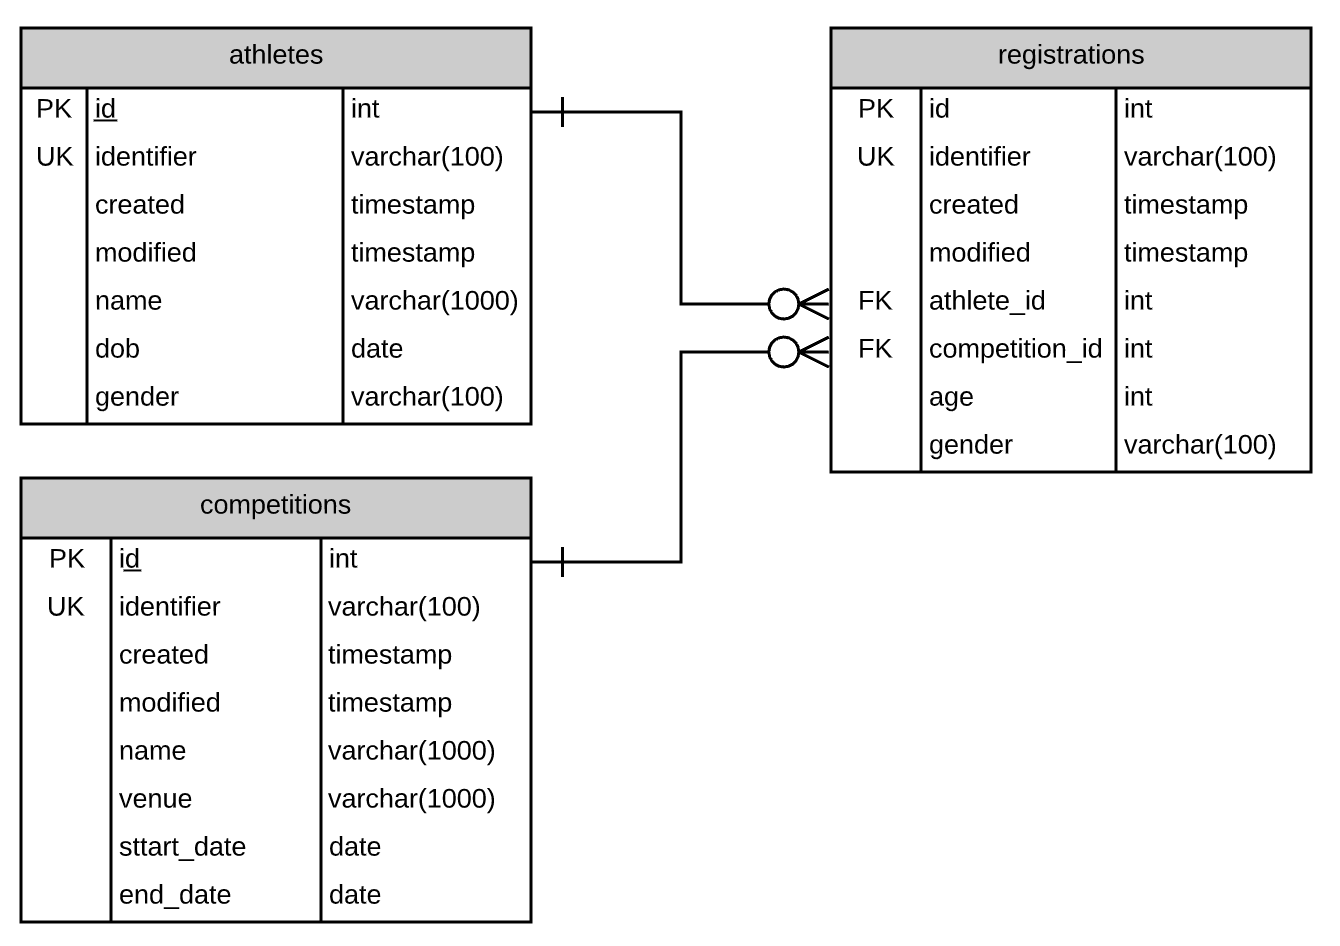 athletes
PK id int
UK identifier varchar(100)
created timestamp
modified timestamp
name varchar(1000)
dob date
gender varchar(100)
registrations
PK id int
UK identifier varchar(100)
created timestamp
modified timestamp
FK athlete_id int
FK competition_id int
age int
gender varchar(100)
competitions
PK id int
UK identifier varchar(100)
created timestamp
modified timestamp
name varchar(1000)
venue varchar(1000)
sttart_date date
end_date date